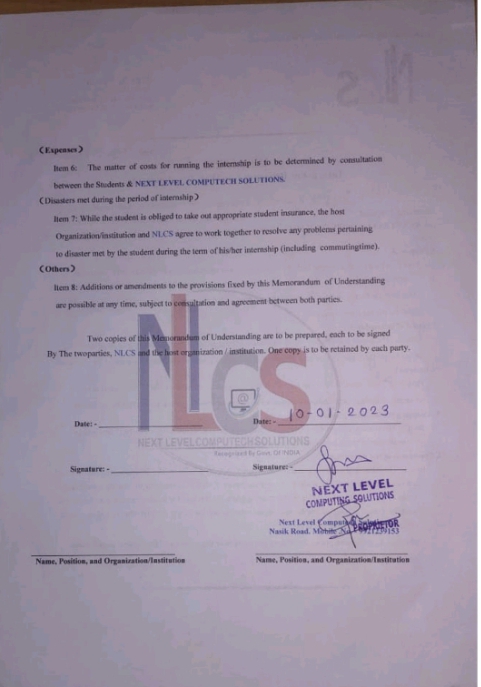 NLCS
(Expenses)
Item 6: The matter of costs for running the internship is to be determined by consultation
between the Students & NEXT LEVEL COMPUTECH SOLUTIONS.
(Disasters met during the period of internship)
Item 7: While the student is obliged to take out appropriate student insurance, the host
Organization/institution and NLCS agree to work together to resolve any problems pertaining
to disaster met by the student during the term of his/her internship (including commutingtime).
(Others)
Item 8: Additions or amendments to the provisions fixed by this Memorandum of Understanding
are possible at any time, subject to consultation and agreement between both parties.
Two copies of this Memorandum of Understanding are to be prepared, each to be signed
By The twoparties, NLCS and the host organization / institution. One copy is to be retained by each party.
Date: -
Date: - 10-01-2023
NEXT LEVEL COMPUTECH SOLUTIONS
Recognised By Govt. Of INDIA
Signature: -
Signature: -
NEXT LEVEL
COMPUTING SOLUTIONS
Next Level
PROPRIETOR
Nasik Road. Mobile
Name, Position, and Organization/Institution
Name, Position, and Organization/Institution